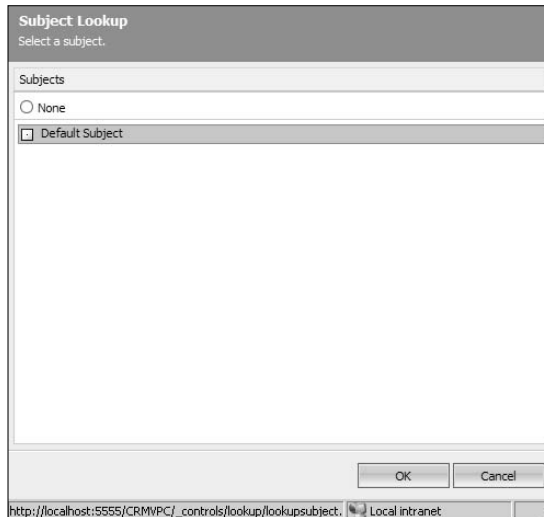 Subject Lookup
Select a subject.
Subjects
None
Default Subject
OK Cancel
http://localhost:5555/CRMVPC/_controls/lookup/lookupsubject. Local intranet